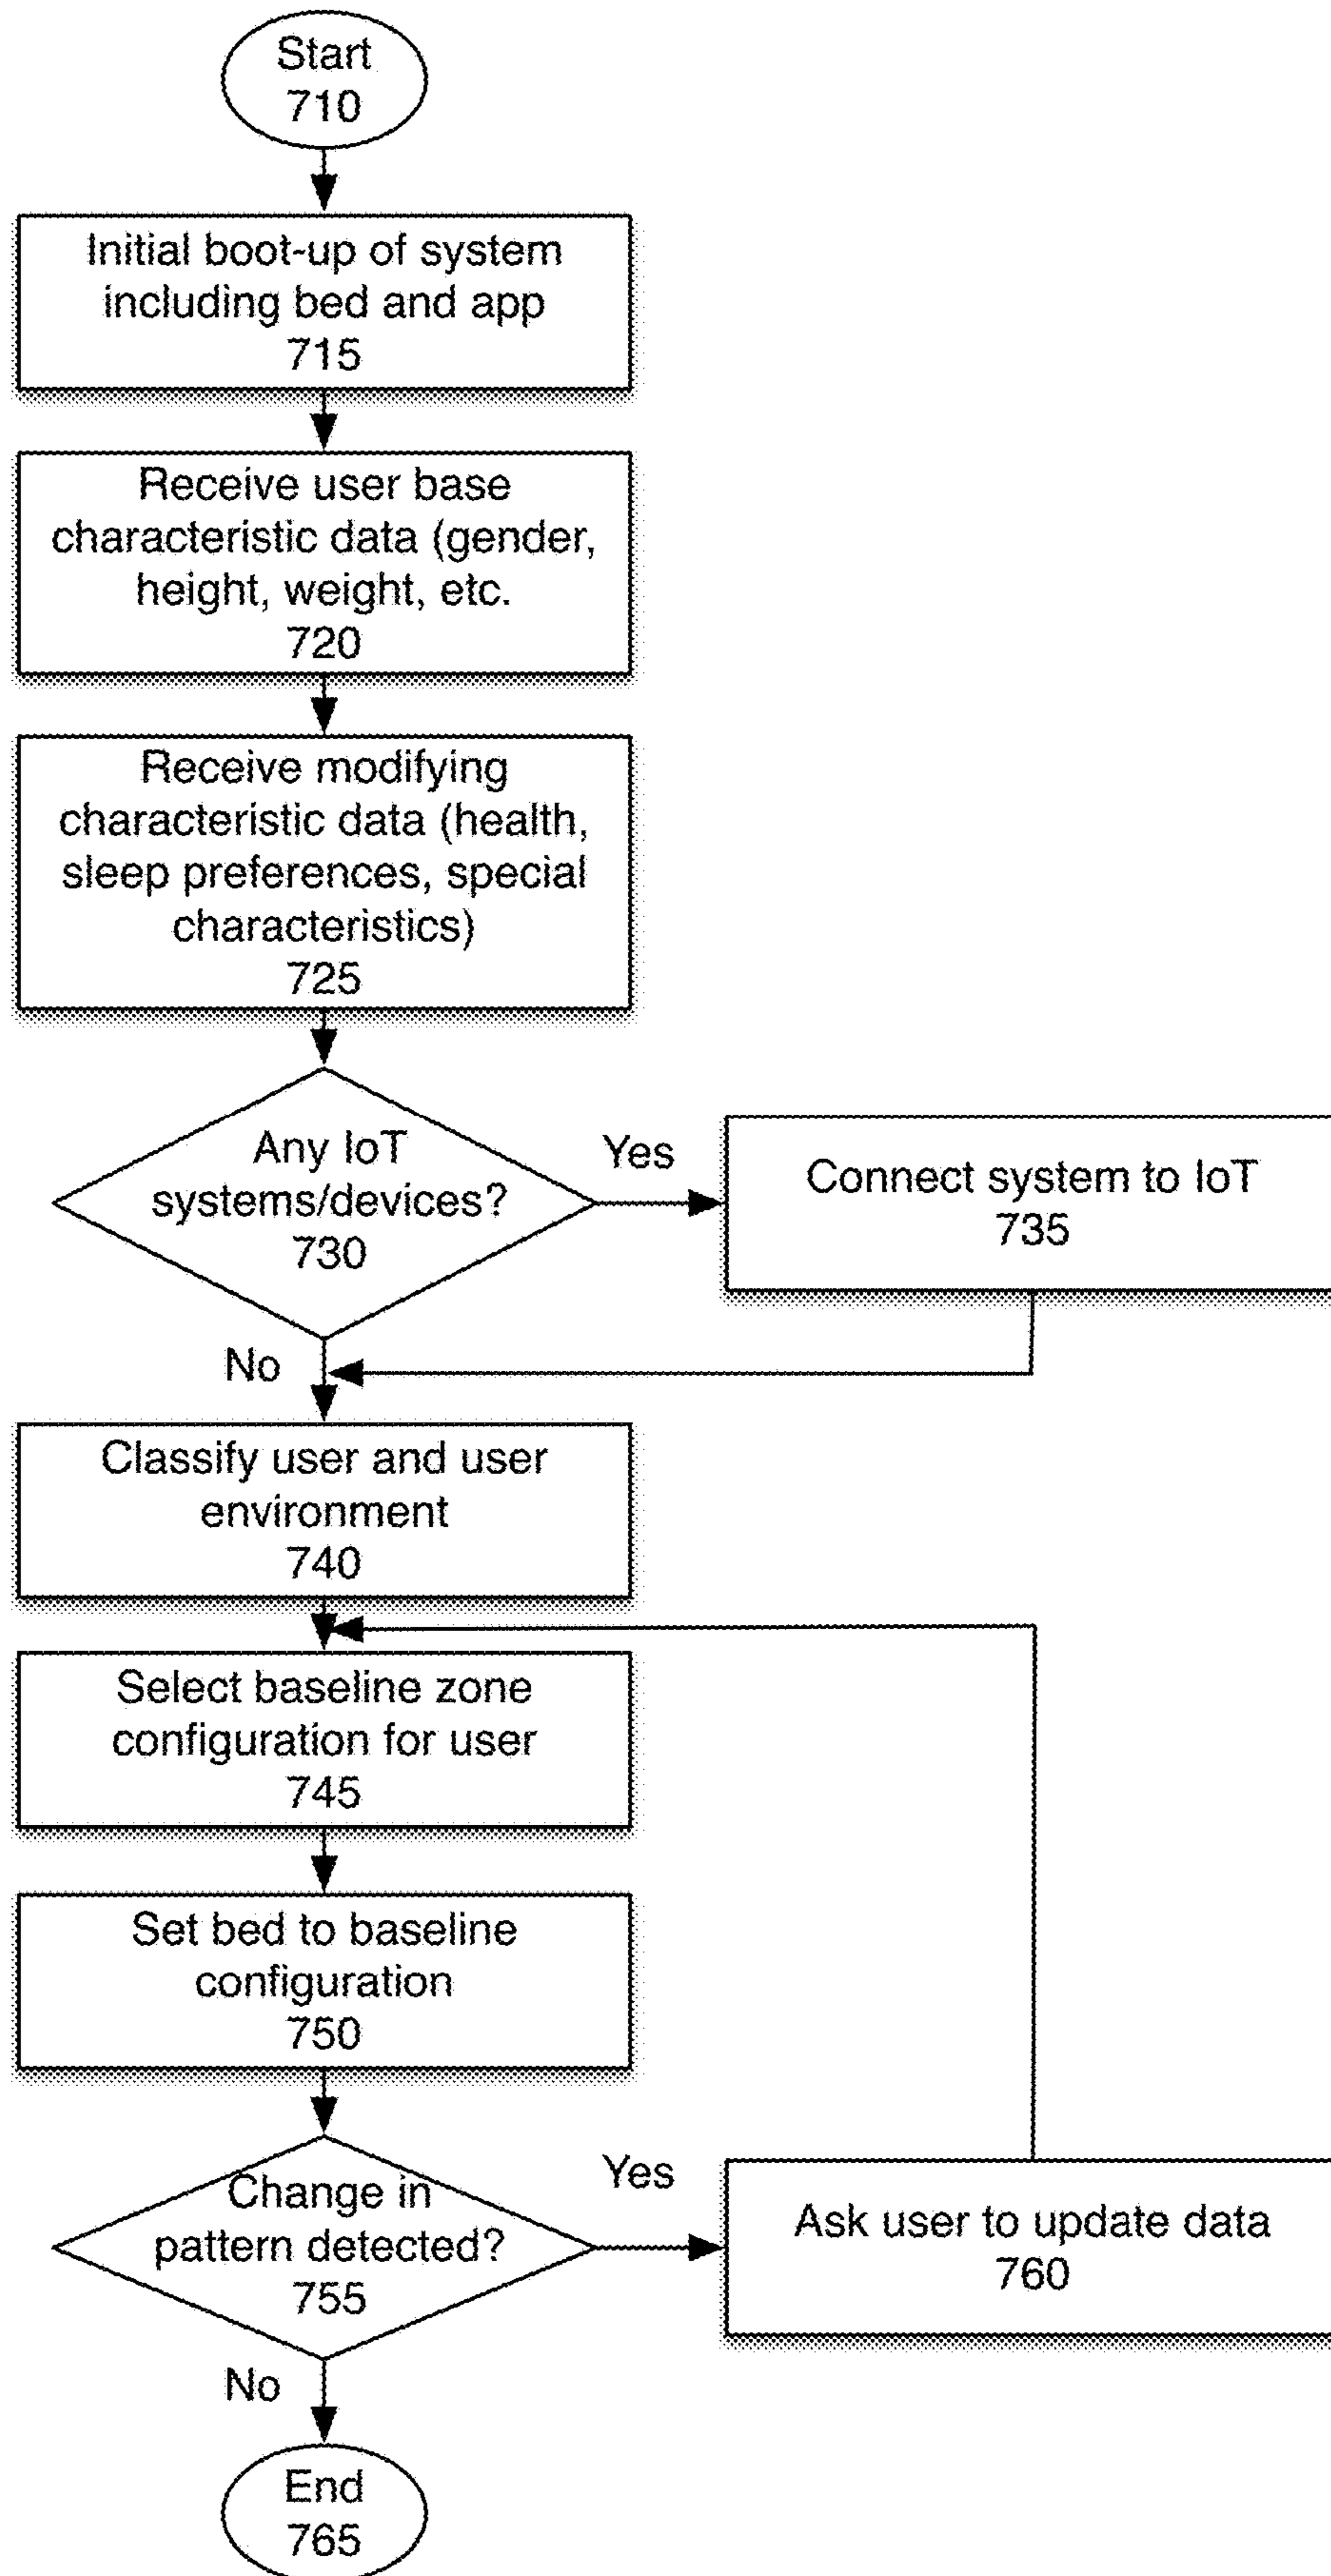 Start
710
Initial boot-up of system
including bed and app
715
Receive user base
characteristic data (gender,
height, weight, etc.
720
Receive modifying
characteristic data (health,
sleep preferences, special
characteristics)
725
Any IoT
systems/devices?
730
Yes
Connect system to IoT
735
No
Classify user and user
environment
740
Select baseline zone
configuration for user
745
Set bed to baseline
configuration
750
Change in
pattern detected?
755
Yes
Ask user to update data
760
No
End
765